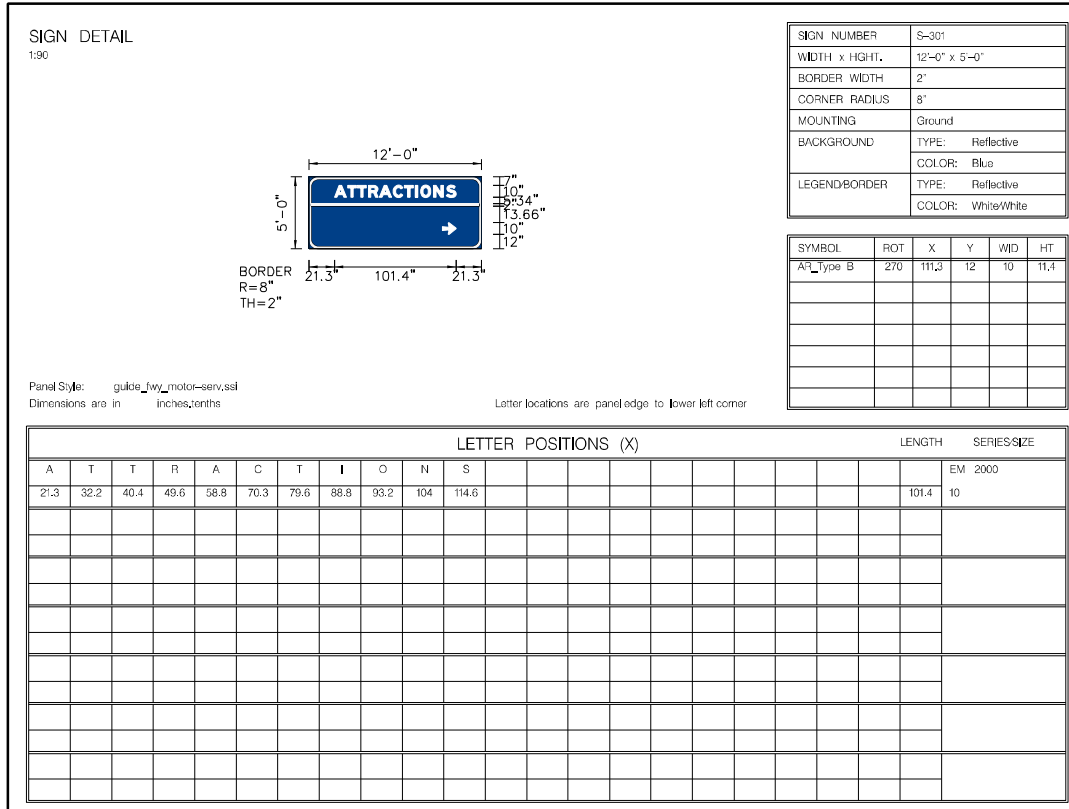 SIGN DETAIL
1:90
SIGN NUMBER S-301
WIDTH x HGHT. 12'-0" x 5'-0"
BORDER WIDTH 2"
CORNER RADIUS 8"
MOUNTING Ground
BACKGROUND TYPE: Reflective
COLOR: Blue
LEGEND/BORDER TYPE: Reflective
COLOR: White/White
12'-0"
5'-0"
ATTRACTIONS
7"
10"
5.34"
2"
13.66"
10"
12"
21.3" 101.4" 21.3"
BORDER
R=8"
TH=2"
SYMBOL ROT X Y WID HT
AR_Type B 270 111.3 12 10 11.4
Panel Style: guide_fwy_motor-serv.ssi
Dimensions are in inches.tenths
Letter locations are panel edge to lower left corner
LETTER POSITIONS (X) LENGTH SERIES/SIZE
A T T R A C T I O N S EM 2000
21.3 32.2 40.4 49.6 58.8 70.3 79.6 88.8 93.2 104 114.6 101.4 10